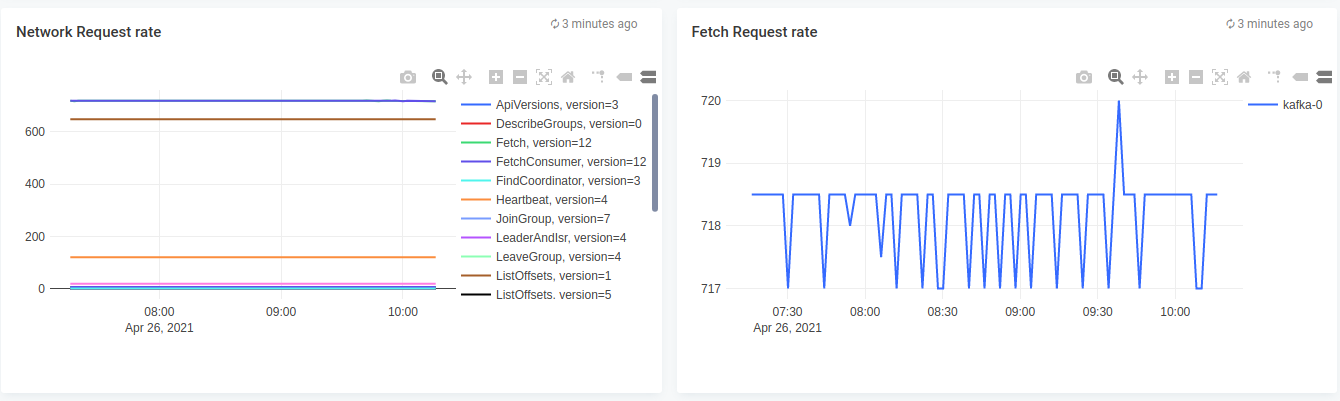 Network Request rate
3 minutes ago
600
400
200
0
08:00
09:00
10:00
Apr 26, 2021
ApiVersions, version=3
DescribeGroups, version=0
Fetch, version=12
FetchConsumer, version=12
FindCoordinator, version=3
Heartbeat, version=4
JoinGroup, version=7
LeaderAndIsr, version=4
LeaveGroup, version=4
ListOffsets, version=1
ListOffsets. version=5
Fetch Request rate
3 minutes ago
720
719
718
717
07:30
08:00
08:30
09:00
09:30
10:00
Apr 26, 2021
kafka-0